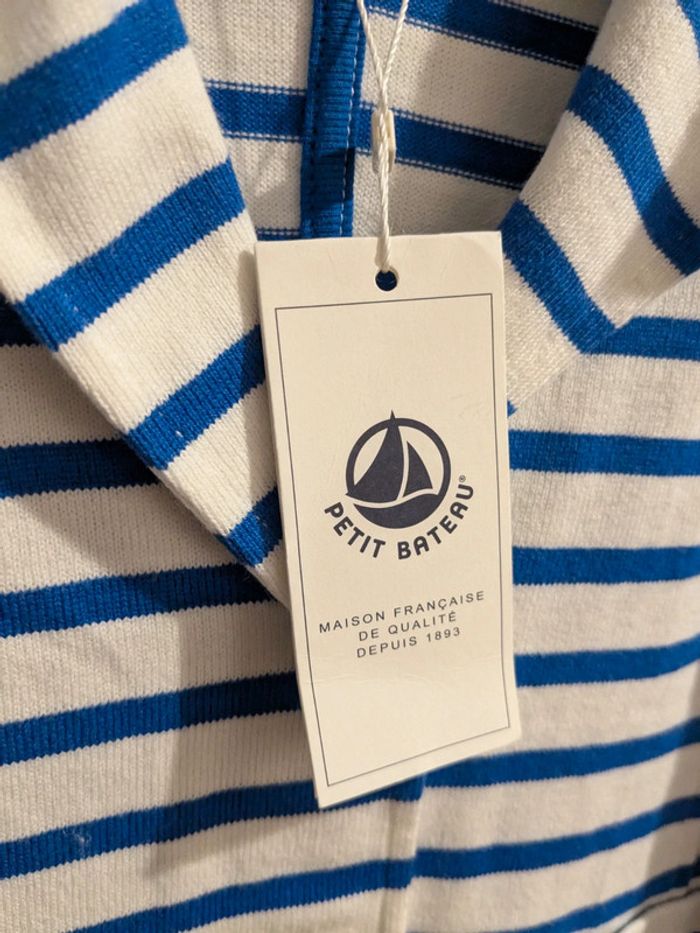 PETIT BATEAU®
MAISON FRANÇAISE
DE QUALITÉ
DEPUIS 1893